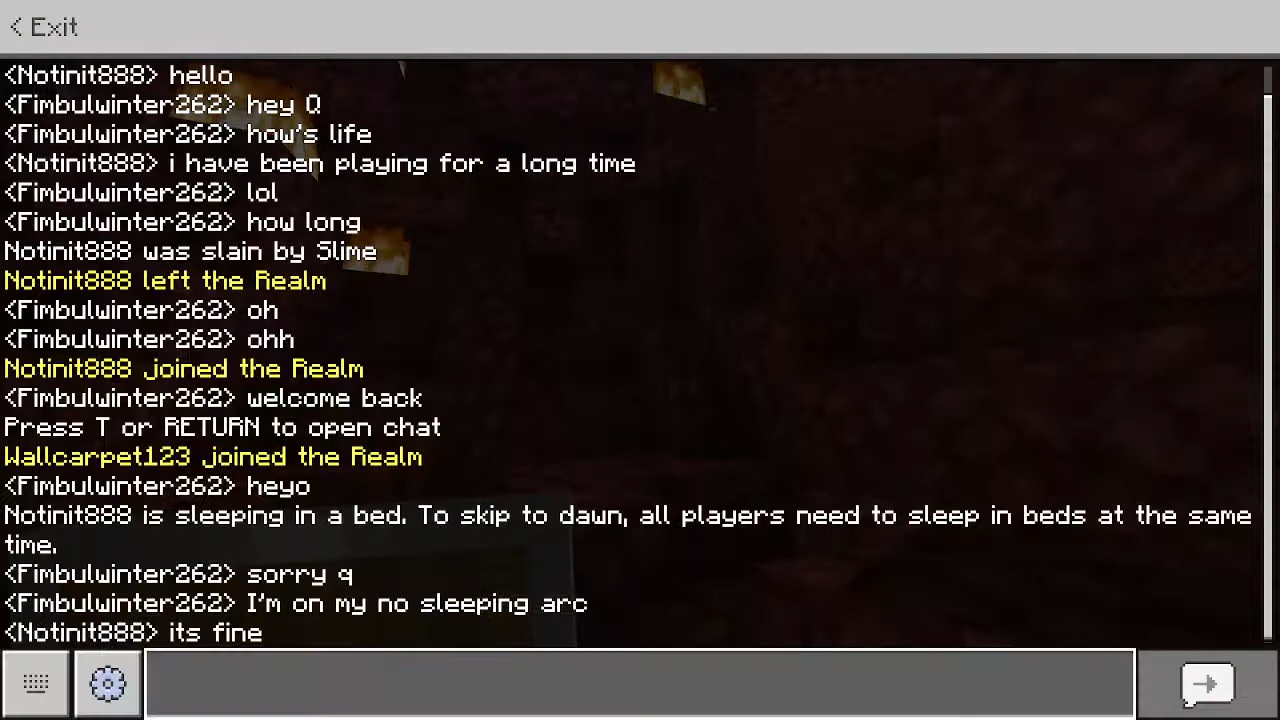 < Exit
<Notinit888> hello
<Fimbulwinter262> hey Q
<Fimbulwinter262> how's life
<Notinit888> i have been playing for a long time
<Fimbulwinter262> lol
<Fimbulwinter262> how long
Notinit888 was slain by Slime
Notinit888 left the Realm
<Fimbulwinter262> oh
<Fimbulwinter262> ohh
Notinit888 joined the Realm
<Fimbulwinter262> welcome back
Press T or RETURN to open chat
Wallcarpet123 joined the Realm
<Fimbulwinter262> heyo
Notinit888 is sleeping in a bed. To skip to dawn, all players need to sleep in beds at the same
time.
<Fimbulwinter262> sorry q
<Fimbulwinter262> I'm on my no sleeping arc
<Notinit888> its fine